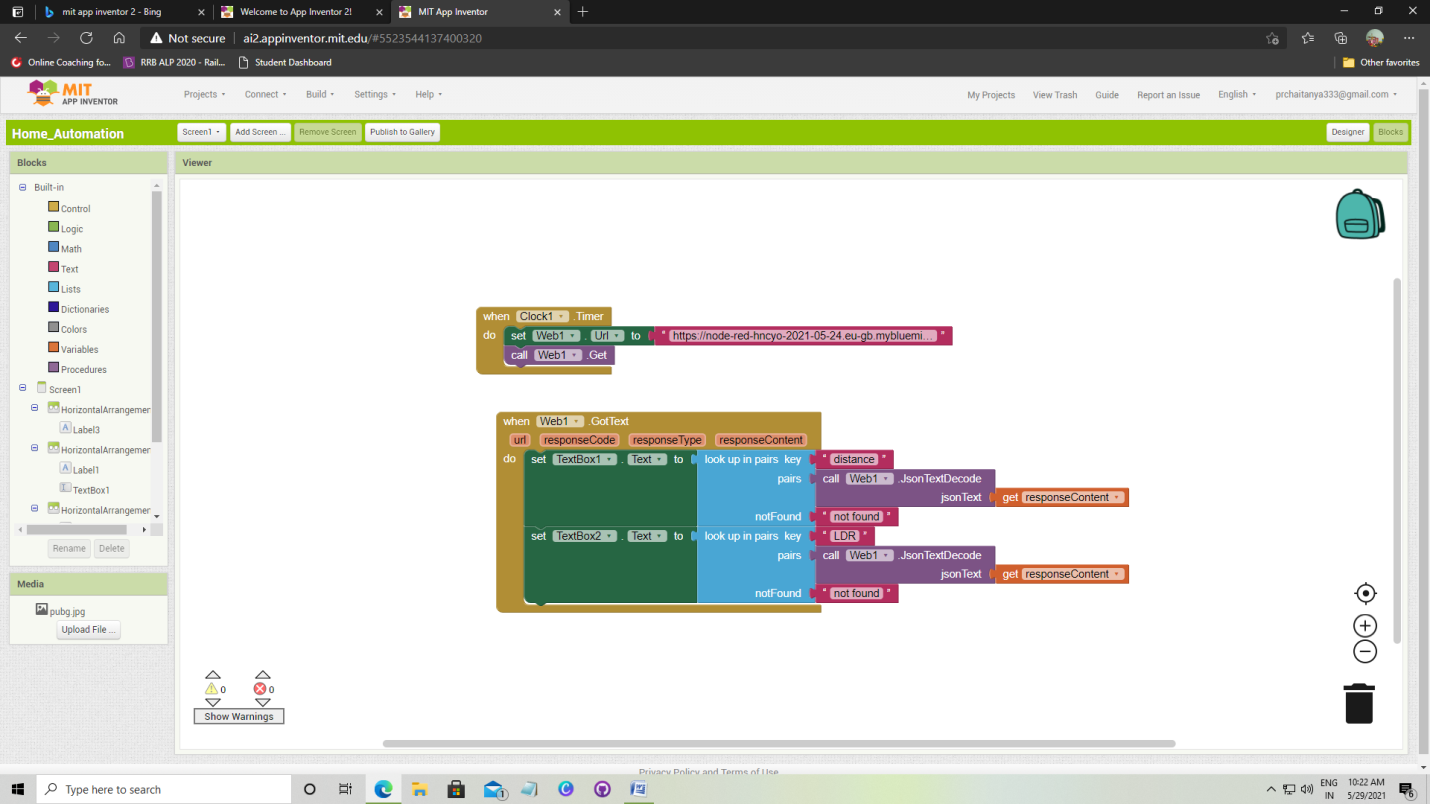 mit app inventor 2 - Bing
Welcome to App Inventor 2!
MIT App Inventor
Not secure ai2.appinventor.mit.edu/#5523544137400320
Online Coaching fo... RRB ALP 2020 - Rail... Student Dashboard Other favorites
MIT
APP INVENTOR
Projects Connect Build Settings Help My Projects View Trash Guide Report an Issue English prchaitanya333@gmail.com
Home_Automation Screen1 Add Screen ... Remove Screen Publish to Gallery Designer Blocks
Blocks
Viewer
Built-in
Control
Logic
Math
Text
Lists
Dictionaries
Colors
Variables
Procedures
Screen1
HorizontalArrangemen
Label3
HorizontalArrangemen
Label1
TextBox1
HorizontalArrangemen
Rename Delete
Media
pubg.jpg
Upload File ...
when Clock1 .Timer
do set Web1 . Url to " https://node-red-hncyo-2021-05-24.eu-gb.mybluemi... "
call Web1 .Get
when Web1 .GotText
url responseCode responseType responseContent
do set TextBox1 . Text to look up in pairs key " distance "
pairs call Web1 .JsonTextDecode
jsonText get responseContent
notFound " not found "
set TextBox2 . Text to look up in pairs key " LDR "
pairs call Web1 .JsonTextDecode
jsonText get responseContent
notFound " not found "
0 0
Show Warnings
Privacy Policy and Terms of Use
Type here to search
1
ENG
IN
10:22 AM
5/29/2021
6